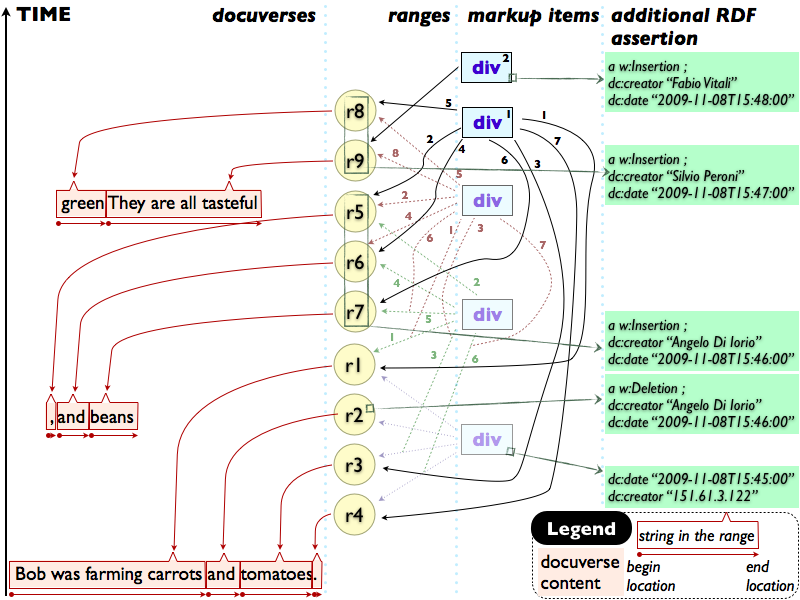 TIME
docuverses
ranges
markup items
additional RDF
assertion
div 2
a w:Insertion ;
dc:creator “Fabio Vitali”
dc:date “2009-11-08T15:48:00”
r8
5
div 1
1
2
4
6
3
7
r9
8
5
a w:Insertion ;
dc:creator “Silvio Peroni”
dc:date “2009-11-08T15:47:00”
green
They are all tasteful
r5
2
4
div
6
1
3
7
r6
4
2
r7
5
div
1
3
6
a w:Insertion ;
dc:creator “Angelo Di Iorio”
dc:date “2009-11-08T15:46:00”
r1
a w:Deletion ;
dc:creator “Angelo Di Iorio”
dc:date “2009-11-08T15:46:00”
, and beans
r2
div
r3
dc:date “2009-11-08T15:45:00”
dc:creator “151.61.3.122”
r4
Legend
string in the range
docuverse
content
begin
location
end
location
Bob was farming carrots and tomatoes.